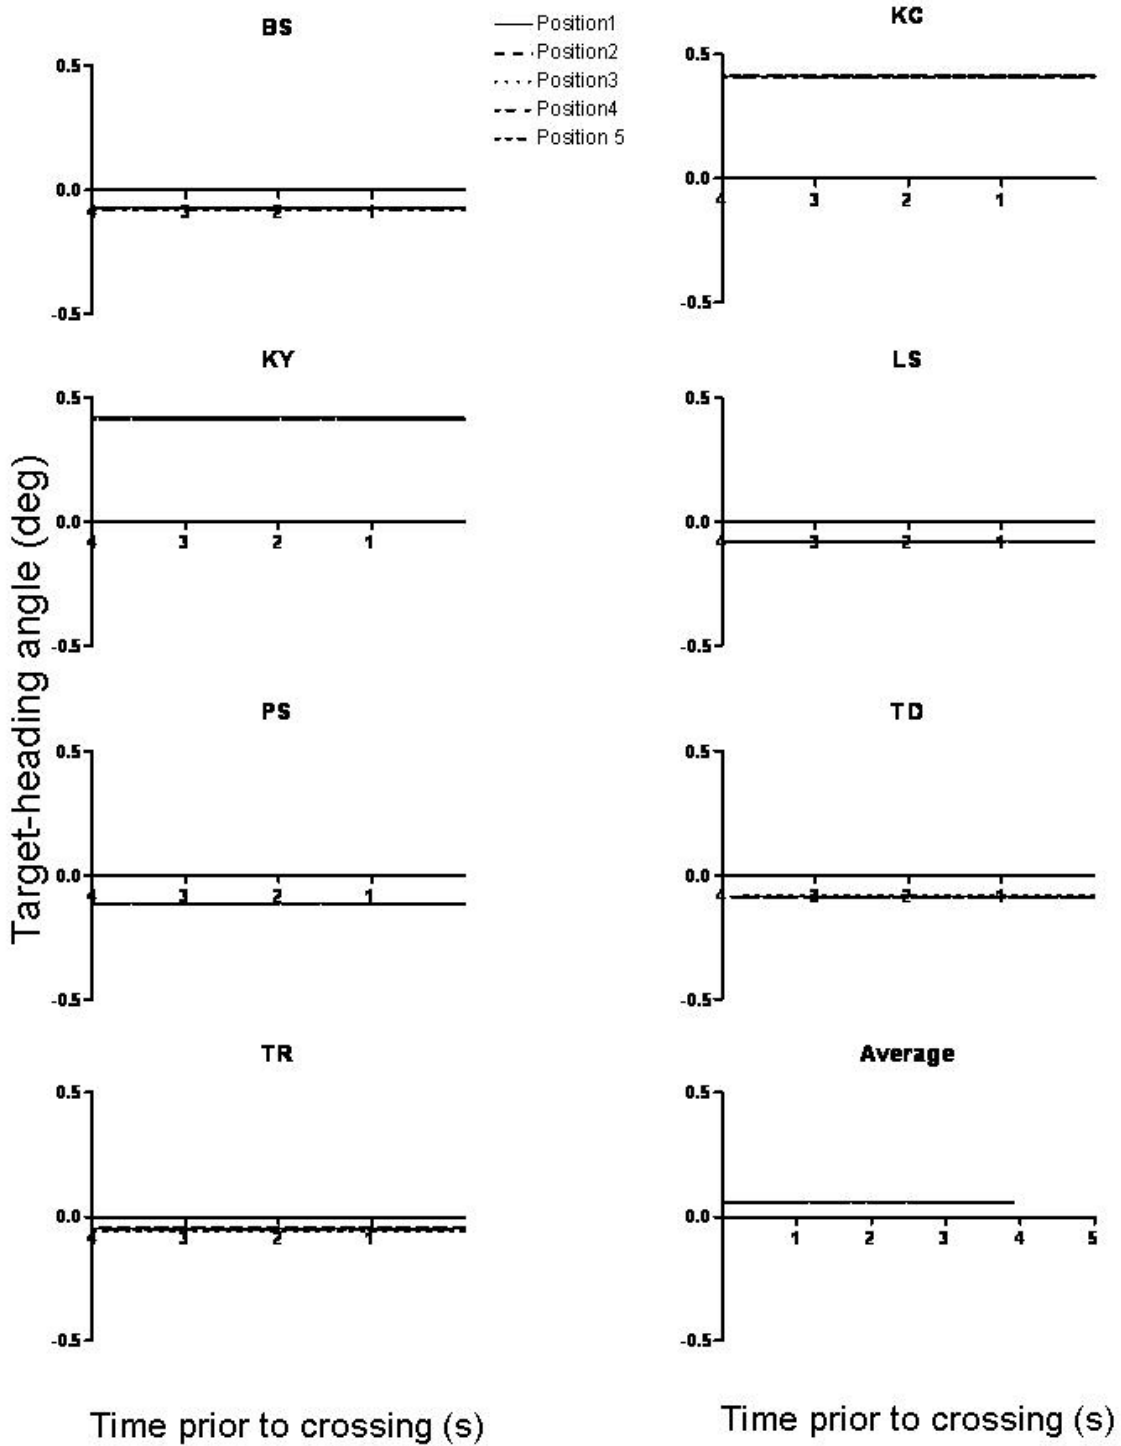 BS
Position1
Position2
Position3
Position4
Position 5
KC
0.5
0.0
-0.5
4 3 2 1
0.5
0.0
-0.5
4 3 2 1
KY
LS
0.5
0.0
-0.5
4 3 2 1
0.5
0.0
-0.5
4 3 2 1
Target-heading angle (deg)
PS
TD
0.5
0.0
-0.5
4 3 2 1
0.5
0.0
-0.5
4 3 2 1
TR
Average
0.5
0.0
-0.5
4 3 2 1
0.5
0.0
-0.5
1 2 3 4 5
Time prior to crossing (s)
Time prior to crossing (s)